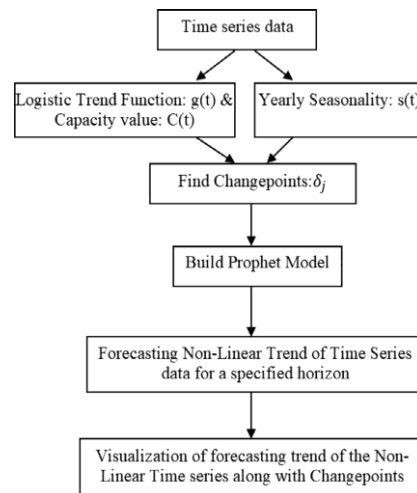 Time series data
Logistic Trend Function: g(t) &
Capacity value: C(t)
Yearly Seasonality: s(t)
Find Changepoints:δⱼ
Build Prophet Model
Forecasting Non-Linear Trend of Time Series
data for a specified horizon
Visualization of forecasting trend of the Non-
Linear Time series along with Changepoints